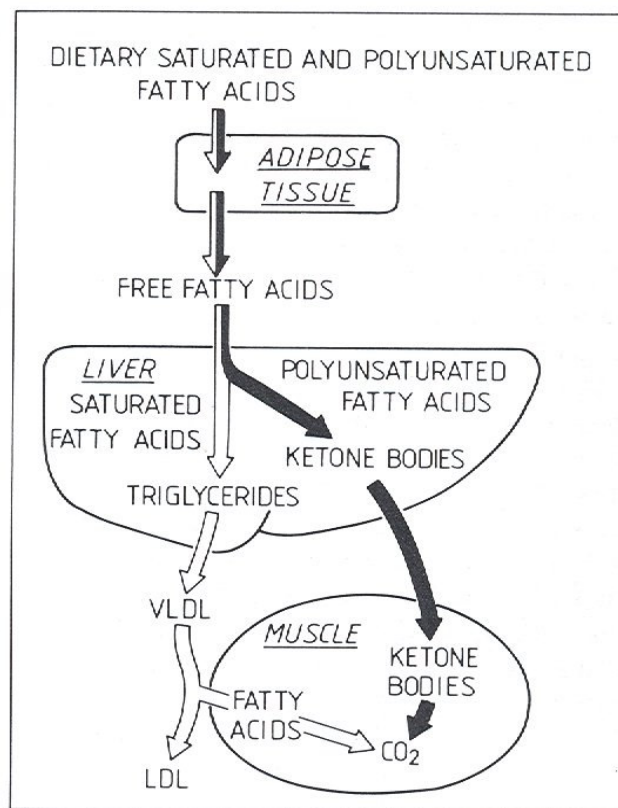 DIETARY SATURATED AND POLYUNSATURATED
FATTY ACIDS
ADIPOSE
TISSUE
FREE FATTY ACIDS
LIVER
SATURATED
FATTY ACIDS
POLYUNSATURATED
FATTY ACIDS
KETONE BODIES
TRIGLYCERIDES
VLDL
MUSCLE
KETONE
BODIES
FATTY
ACIDS
CO₂
LDL